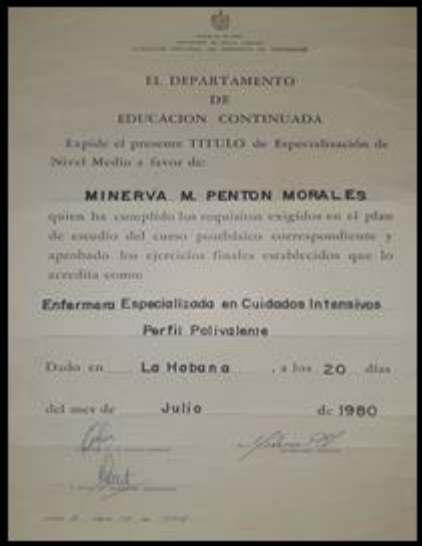 EL DEPARTAMENTO
DE
EDUCACION CONTINUADA
Expide el presente TITULO de Especialización de
Nivel Medio a favor de:
MINERVA M. PENTON MORALES
quien ha cumplido los requisitos exigidos en el plan
de estudio del curso postbásico correspondiente y
aprobado los ejercicios finales establecidos que lo
acredita como:
Enfermera Especializada en Cuidados Intensivos
Perfil Polivalente
Dado en La Habana, a los 20 días
del mes de Julio de 1980